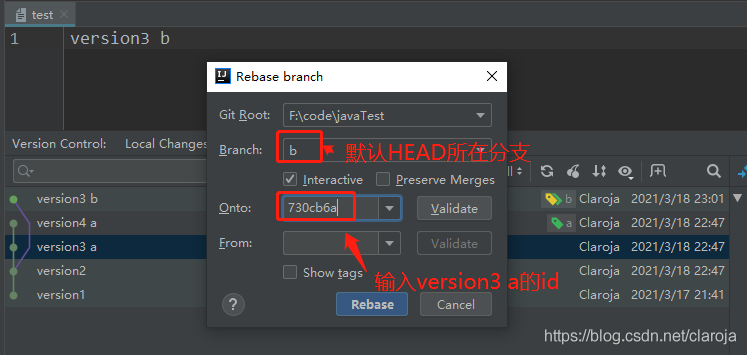 test
1 version3 b
Rebase branch
Git Root: F:\code\javaTest
Branch: b
默认HEAD所在分支
Interactive Preserve Merges
Onto: 730cb6a Validate
From: Validate
输入version3 a的id
Show tags
? Rebase Cancel
Version Control: Local Changes
version3 b b Claroja 2021/3/18 23:01
version4 a a Claroja 2021/3/18 22:47
version3 a Claroja 2021/3/18 22:47
version2 Claroja 2021/3/18 22:47
version1 Claroja 2021/3/17 21:41
https://blog.csdn.net/claroja